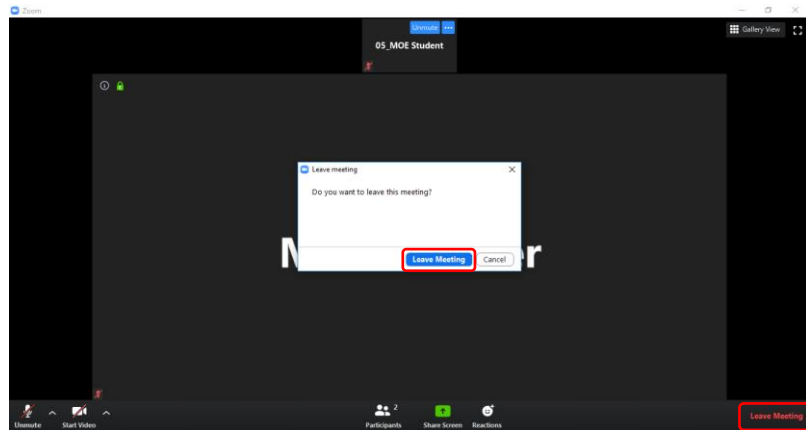 Zoom
Unmute
05_MOE Student
Gallery View
Leave meeting
Do you want to leave this meeting?
Leave Meeting Cancel
2
Unmute Start Video Participants Share Screen Reactions Leave Meeting